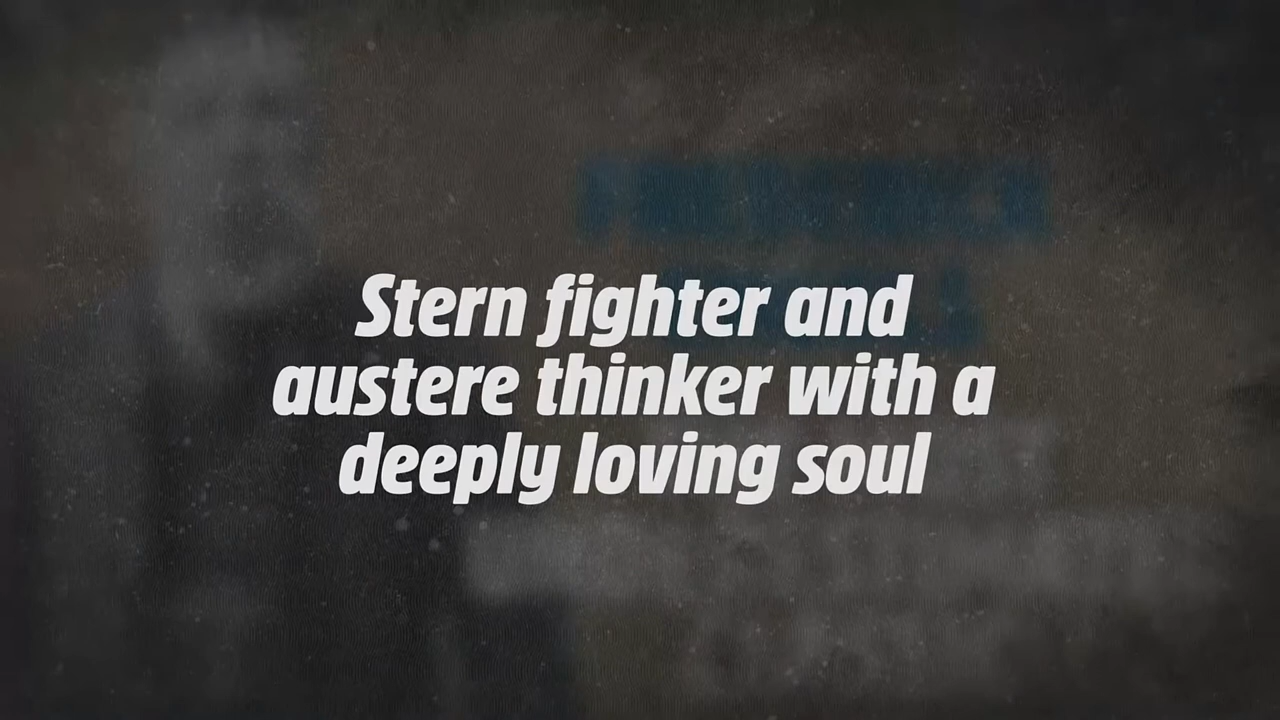 Stern fighter and
austere thinker with a
deeply loving soul